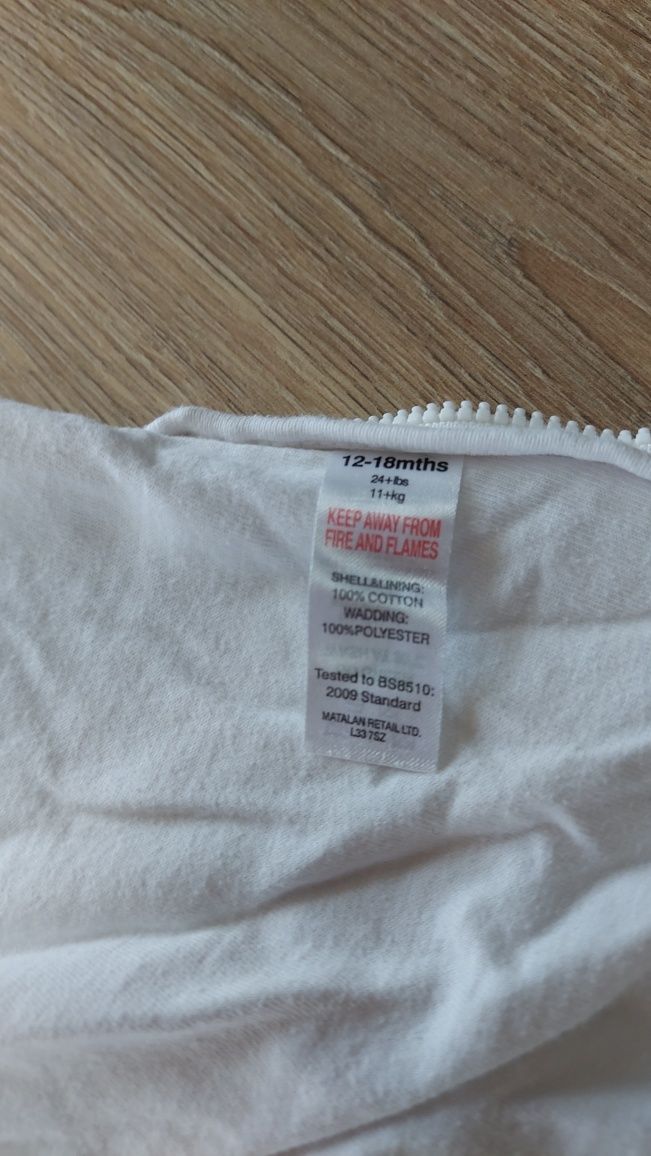 12-18mths
24+lbs
11+kg
KEEP AWAY FROM
FIRE AND FLAMES
SHELL&LINING:
100% COTTON
WADDING:
100%POLYESTER
Tested to BS8510:
2009 Standard
MATALAN RETAIL LTD.
L33 7SZ